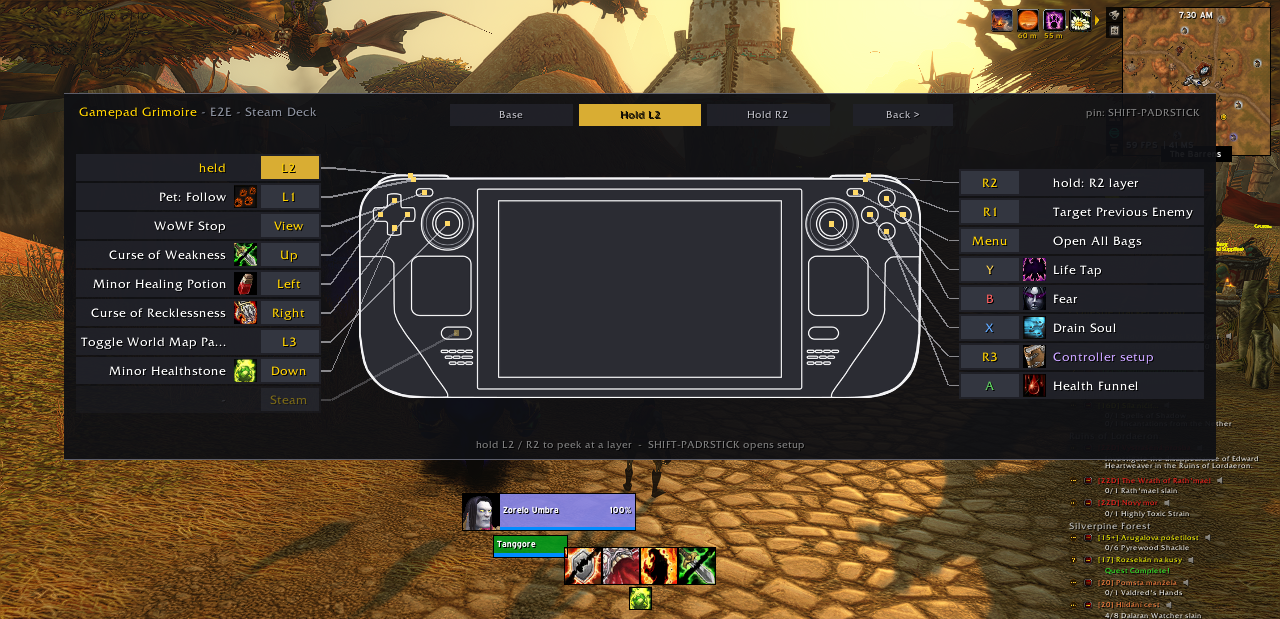 7:30 AM
60 m 55 m
Gamepad Grimoire - E2E - Steam Deck
Base
Hold L2
Hold R2
Back >
pin: SHIFT-PADRSTICK
held L2
Pet: Follow L1
WoWF Stop View
Curse of Weakness Up
Minor Healing Potion Left
Curse of Recklessness Right
Toggle World Map Pa... L3
Minor Healthstone Down
- Steam
R2 hold: R2 layer
R1 Target Previous Enemy
Menu Open All Bags
Y Life Tap
B Fear
X Drain Soul
R3 Controller setup
A Health Funnel
hold L2 / R2 to peek at a layer - SHIFT-PADRSTICK opens setup
Heartweaver in the Ruins of Lordaeron.
0/1 Rath'mael slain
0/1 Highly Toxic Strain
Silverpine Forest
[15+] Arugalova pošetilost
0/6 Pyrewood Shackle
[17] Rozsekán na kusy
Quest Complete!
[20] Pomsta manžela
0/1 Valdred's Hands
[20] Hlídání cest
4/8 Dalaran Watcher slain
Zorelo Umbra 100%
Tanggore